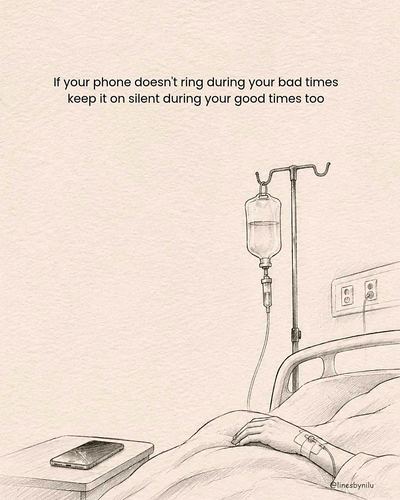 If your phone doesn't ring during your bad times
keep it on silent during your good times too
@linesbynilu